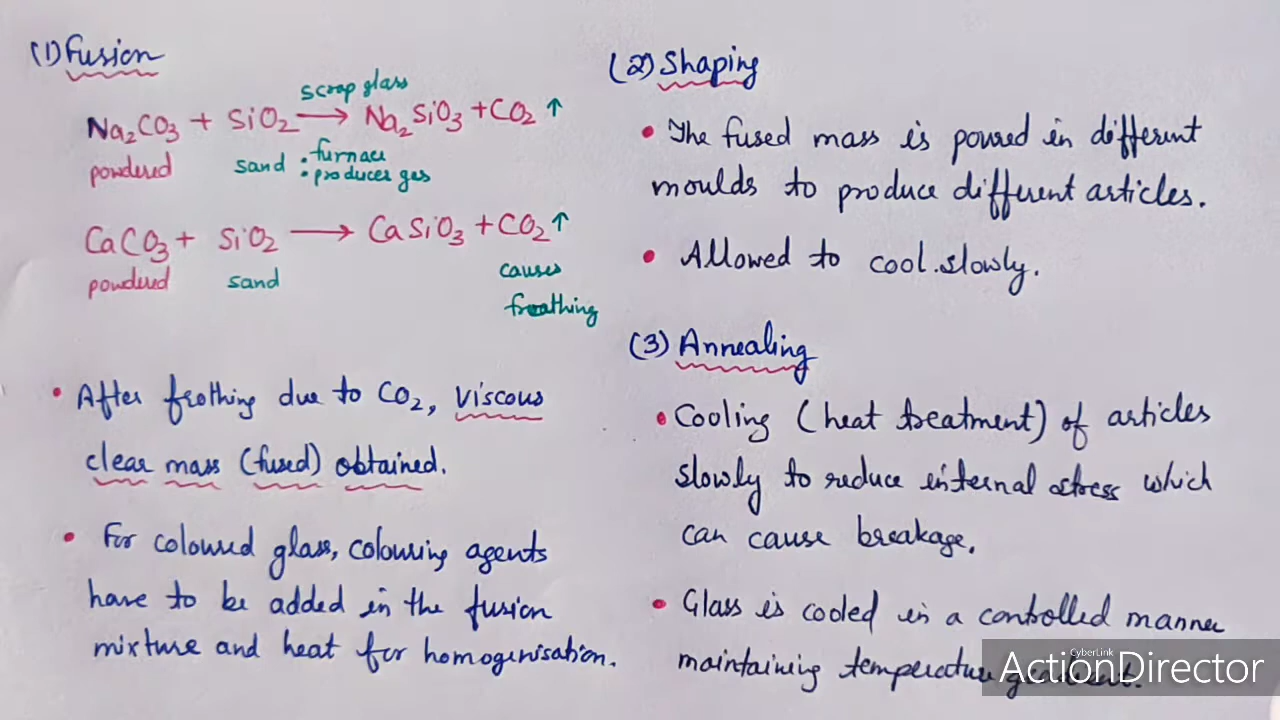 (1) Fusion
scrap glass
Na2CO3 + SiO2 → Na2SiO3 + CO2 ↑
powdered sand • furnace
• producer gas
CaCO3 + SiO2 → CaSiO3 + CO2 ↑
powdered sand causes
frothing
• After frothing due to CO2, viscous
clear mass (fused) obtained.
• For coloured glass, colouring agents
have to be added in the fusion
mixture and heat for homogenisation.
(2) Shaping
• The fused mass is poured in different
moulds to produce different articles.
• Allowed to cool slowly.
(3) Annealing
• Cooling (heat treatment) of articles
slowly to reduce internal stress which
can cause breakage.
• Glass is cooled in a controlled manner
maintaining temperature gradient.
CyberLink
ActionDirector